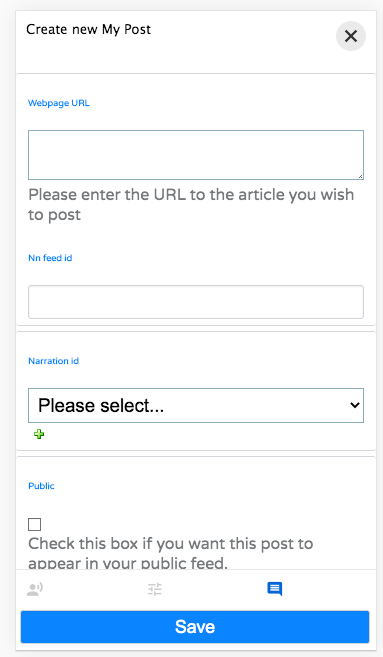 Create new My Post
Webpage URL
Please enter the URL to the article you wish
to post
Nn feed id
Narration id
Please select...
Public
Check this box if you want this post to
appear in your public feed.
Save